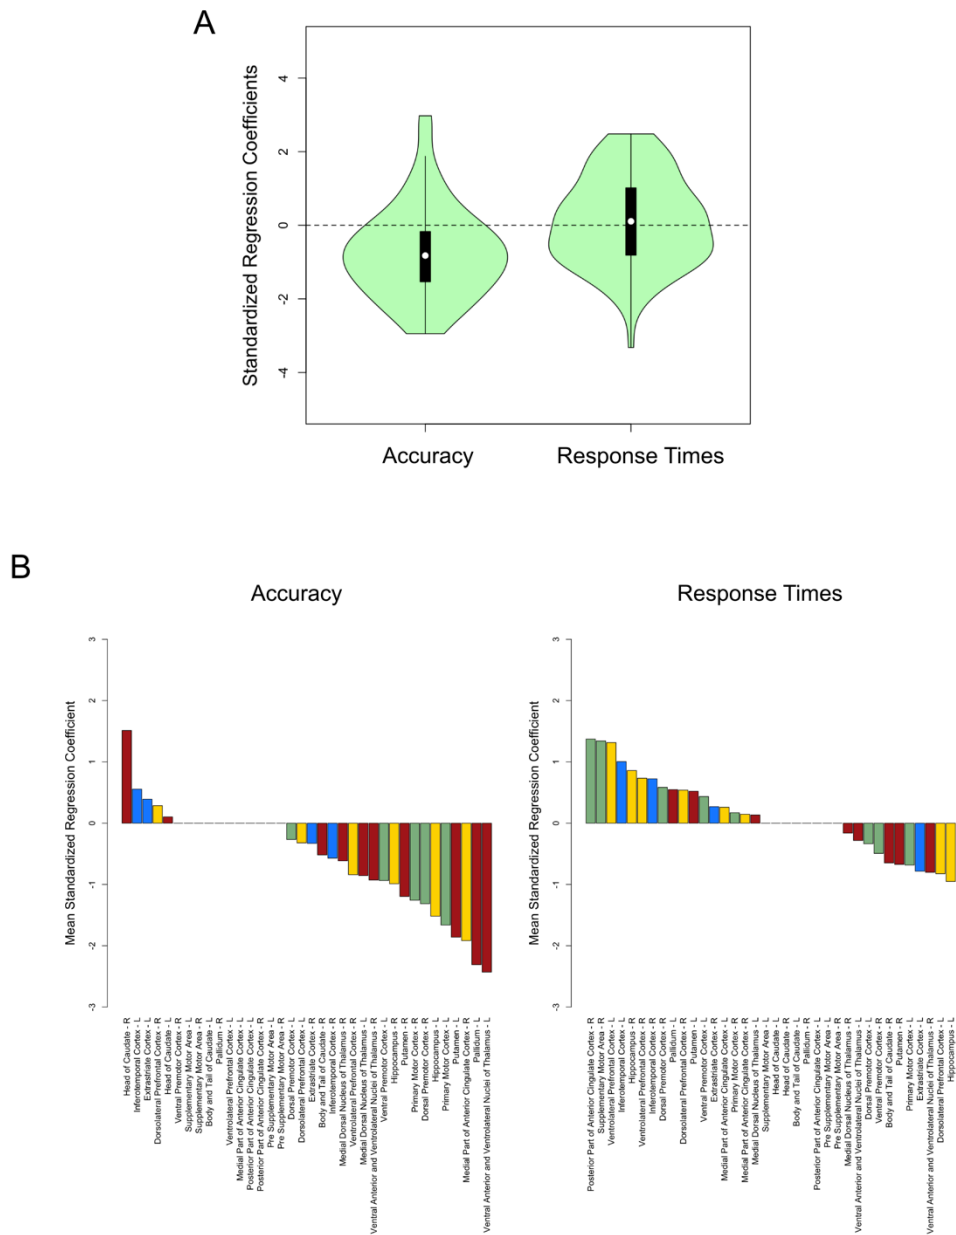 A
Standardized Regression Coefficients
4
2
0
-2
-4
Accuracy
Response Times
B
Accuracy
Mean Standardized Regression Coefficient
3
2
1
0
-1
-2
-3
Head of Caudate - R
Inferotemporal Cortex - L
Extrastriate Cortex - L
Dorsolateral Prefrontal Cortex - R
Head of Caudate - L
Ventral Premotor Cortex - R
Supplementary Motor Area - L
Supplementary Motor Area - R
Body and Tail of Caudate - L
Pallidum - R
Ventrolateral Prefrontal Cortex - L
Medial Part of Anterior Cingulate Cortex - L
Posterior Part of Anterior Cingulate Cortex - L
Posterior Part of Anterior Cingulate Cortex - R
Pre Supplementary Motor Area - L
Pre Supplementary Motor Area - R
Dorsal Premotor Cortex - L
Dorsolateral Prefrontal Cortex - L
Extrastriate Cortex - R
Body and Tail of Caudate - R
Inferotemporal Cortex - R
Medial Dorsal Nucleus of Thalamus - R
Ventrolateral Prefrontal Cortex - R
Medial Dorsal Nucleus of Thalamus - L
Ventral Anterior and Ventrolateral Nuclei of Thalamus - R
Ventral Premotor Cortex - L
Hippocampus - R
Putamen - R
Primary Motor Cortex - R
Dorsal Premotor Cortex - R
Hippocampus - L
Primary Motor Cortex - L
Putamen - L
Medial Part of Anterior Cingulate Cortex - R
Pallidum - L
Ventral Anterior and Ventrolateral Nuclei of Thalamus - L
Response Times
Mean Standardized Regression Coefficient
3
2
1
0
-1
-2
-3
Posterior Part of Anterior Cingulate Cortex - R
Supplementary Motor Area - R
Ventrolateral Prefrontal Cortex - L
Inferotemporal Cortex - L
Hippocampus - R
Ventrolateral Prefrontal Cortex - R
Inferotemporal Cortex - R
Dorsal Premotor Cortex - R
Pallidum - L
Dorsolateral Prefrontal Cortex - R
Putamen - L
Ventral Premotor Cortex - L
Extrastriate Cortex - R
Medial Part of Anterior Cingulate Cortex - L
Primary Motor Cortex - R
Medial Part of Anterior Cingulate Cortex - R
Medial Dorsal Nucleus of Thalamus - L
Supplementary Motor Area - L
Head of Caudate - L
Head of Caudate - R
Body and Tail of Caudate - L
Pallidum - R
Posterior Part of Anterior Cingulate Cortex - L
Pre Supplementary Motor Area - L
Pre Supplementary Motor Area - R
Medial Dorsal Nucleus of Thalamus - R
Ventral Anterior and Ventrolateral Nuclei of Thalamus - L
Dorsal Premotor Cortex - L
Ventral Premotor Cortex - R
Body and Tail of Caudate - R
Putamen - R
Primary Motor Cortex - L
Extrastriate Cortex - L
Ventral Anterior and Ventrolateral Nuclei of Thalamus - R
Dorsolateral Prefrontal Cortex - L
Hippocampus - L